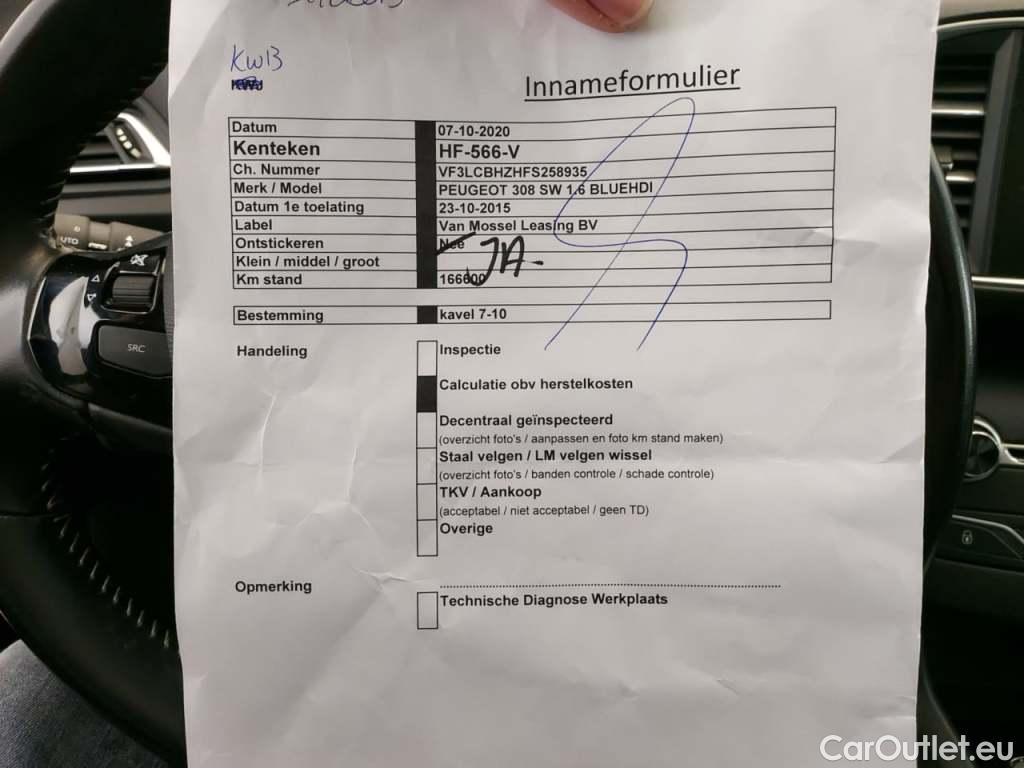 KW13
Innameformulier
Datum 07-10-2020
Kenteken HF-566-V
Ch. Nummer VF3LCBHZHFS258935
Merk / Model PEUGEOT 308 SW 1.6 BLUEHDI
Datum 1e toelating 23-10-2015
Label Van Mossel Leasing BV
Ontstickeren Nee JA-
Klein / middel / groot
Km stand 166600
Bestemming kavel 7-10
Handeling Inspectie
Calculatie obv herstelkosten
Decentraal geïnspecteerd
(overzicht foto's / aanpassen en foto km stand maken)
Staal velgen / LM velgen wissel
(overzicht foto's / banden controle / schade controle)
TKV / Aankoop
(acceptabel / niet acceptabel / geen TD)
Overige
Opmerking
Technische Diagnose Werkplaats
SRC
AUTO
CarOutlet.eu